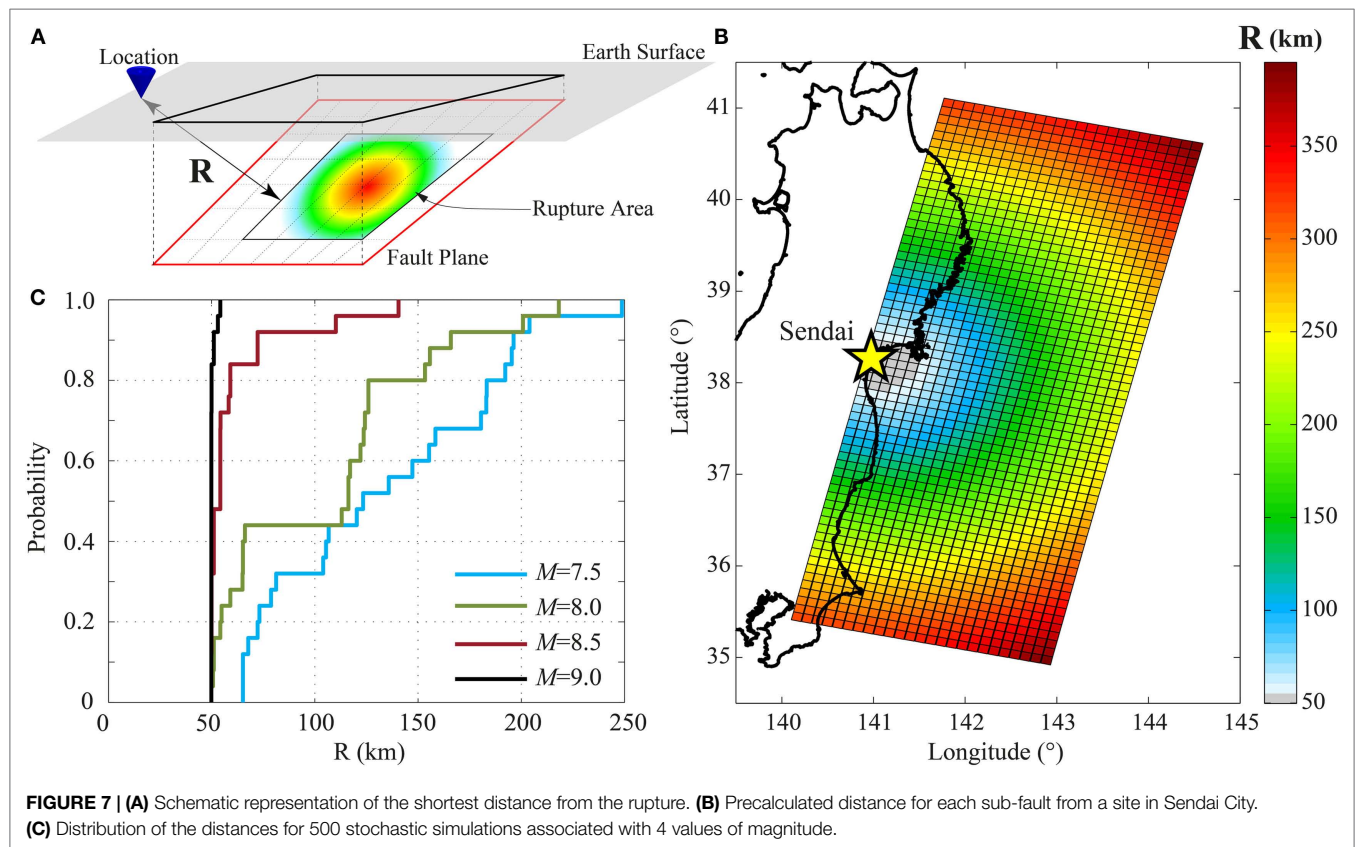 A
Location
Earth Surface
R
Rupture Area
Fault Plane
B
R (km)
41
40
39
38
37
36
35
Latitude (°)
Sendai
140
141
142
143
144
145
Longitude (°)
350
300
250
200
150
100
50
C
1.0
0.8
0.6
0.4
0.2
0
Probability
M=7.5
M=8.0
M=8.5
M=9.0
0
50
100
150
200
250
R (km)
FIGURE 7 | (A) Schematic representation of the shortest distance from the rupture. (B) Precalculated distance for each sub-fault from a site in Sendai City.
(C) Distribution of the distances for 500 stochastic simulations associated with 4 values of magnitude.